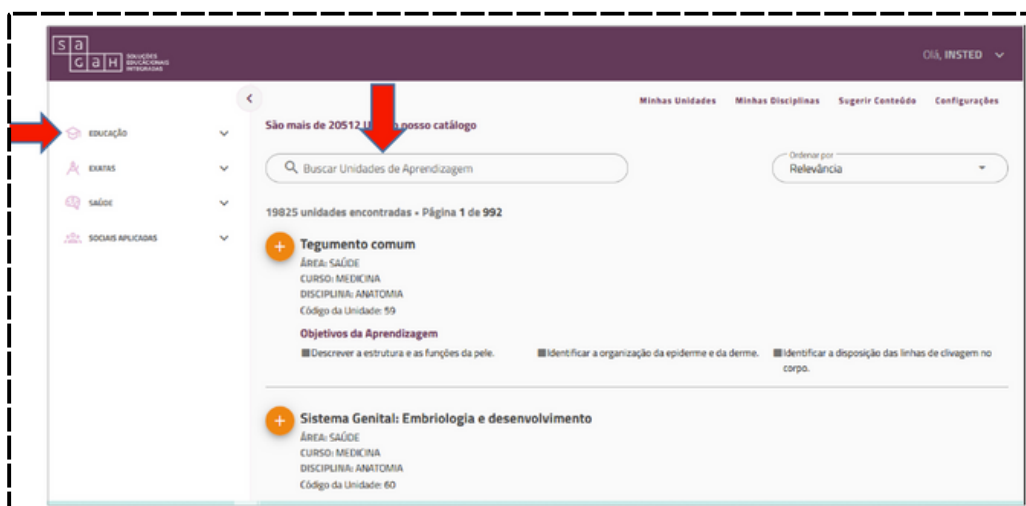 SAGAH SOLUÇÕES EDUCACIONAIS INTEGRADAS
Olá, INSTED
Minhas Unidades Minhas Disciplinas Sugerir Conteúdo Configurações
EDUCAÇÃO
EXATAS
SAÚDE
SOCIAIS APLICADAS
São mais de 20512 nosso catálogo
Buscar Unidades de Aprendizagem
Ordenar por
Relevância
19825 unidades encontradas • Página 1 de 992
Tegumento comum
ÁREA: SAÚDE
CURSO: MEDICINA
DISCIPLINA: ANATOMIA
Código da Unidade: 59
Objetivos da Aprendizagem
Descrever a estrutura e as funções da pele.
Identificar a organização da epiderme e da derme.
Identificar a disposição das linhas de clivagem no
corpo.
Sistema Genital: Embriologia e desenvolvimento
ÁREA: SAÚDE
CURSO: MEDICINA
DISCIPLINA: ANATOMIA
Código da Unidade: 60